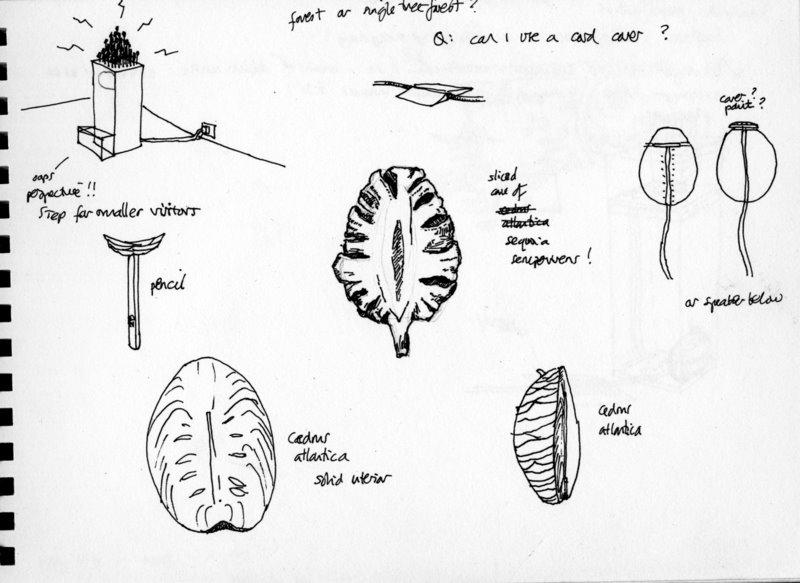 forest or single tree forest?
Q: can I use a cord cover?
oops
perspective!!
Step for smaller visitors
pencil
sliced
cone of
cedrus
atlantica
sequoia
sempervirens!
cover?
paint?
or speaker below
Cedrus
atlantica
solid interior
cedrus
atlantica